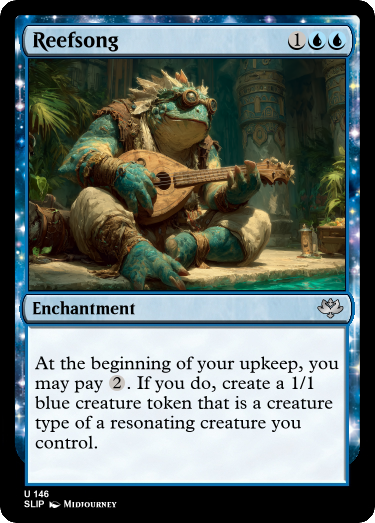 Reefsong 1
Enchantment
At the beginning of your upkeep, you
may pay 2. If you do, create a 1/1
blue creature token that is a creature
type of a resonating creature you
control.
U 146
SLIP Midjourney